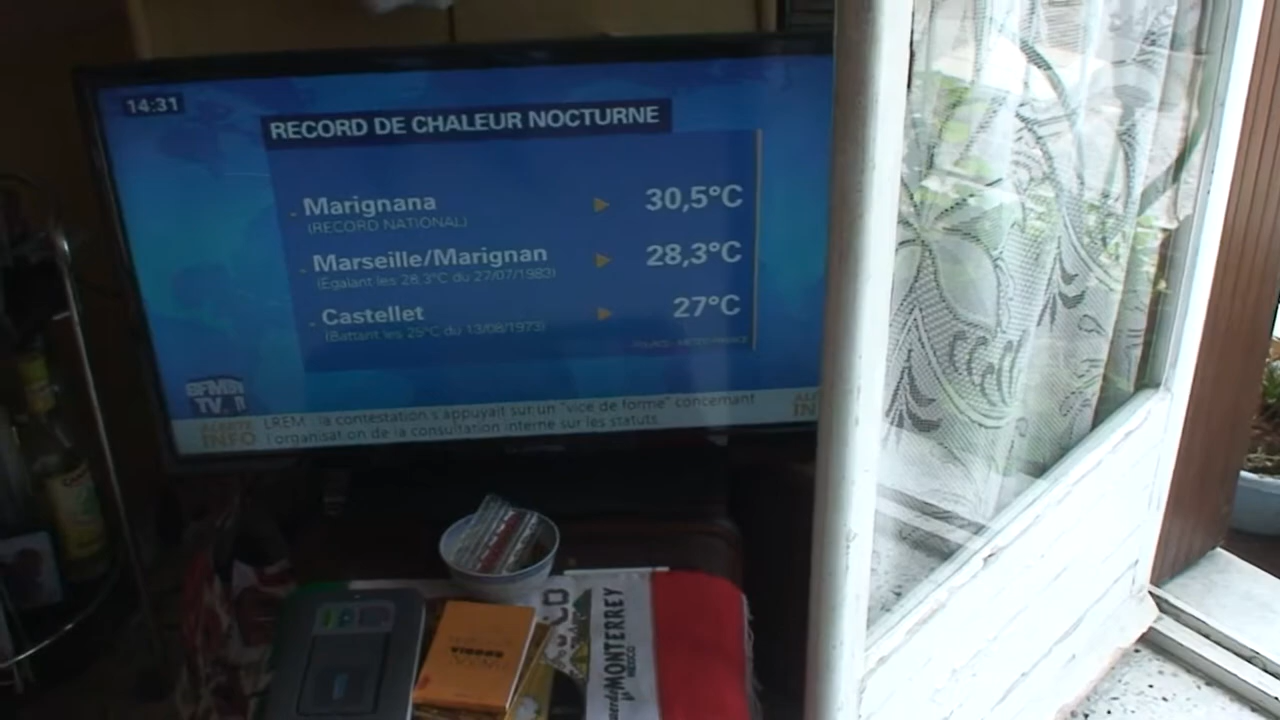 14:31
RECORD DE CHALEUR NOCTURNE
Marignana 30,5°C
(RECORD NATIONAL)
Marseille/Marignan 28,3°C
(Egalant les 28,3°C du 27/07/1983)
Castellet 27°C
(Battant les 25°C du 13/08/1973)
BFM
TV.
LREM : la contestation s'appuyait sur un "vice de forme" concernant
INFO l'organisation de la consultation interne sur les statuts
IN
MONTERREY
MEXICO